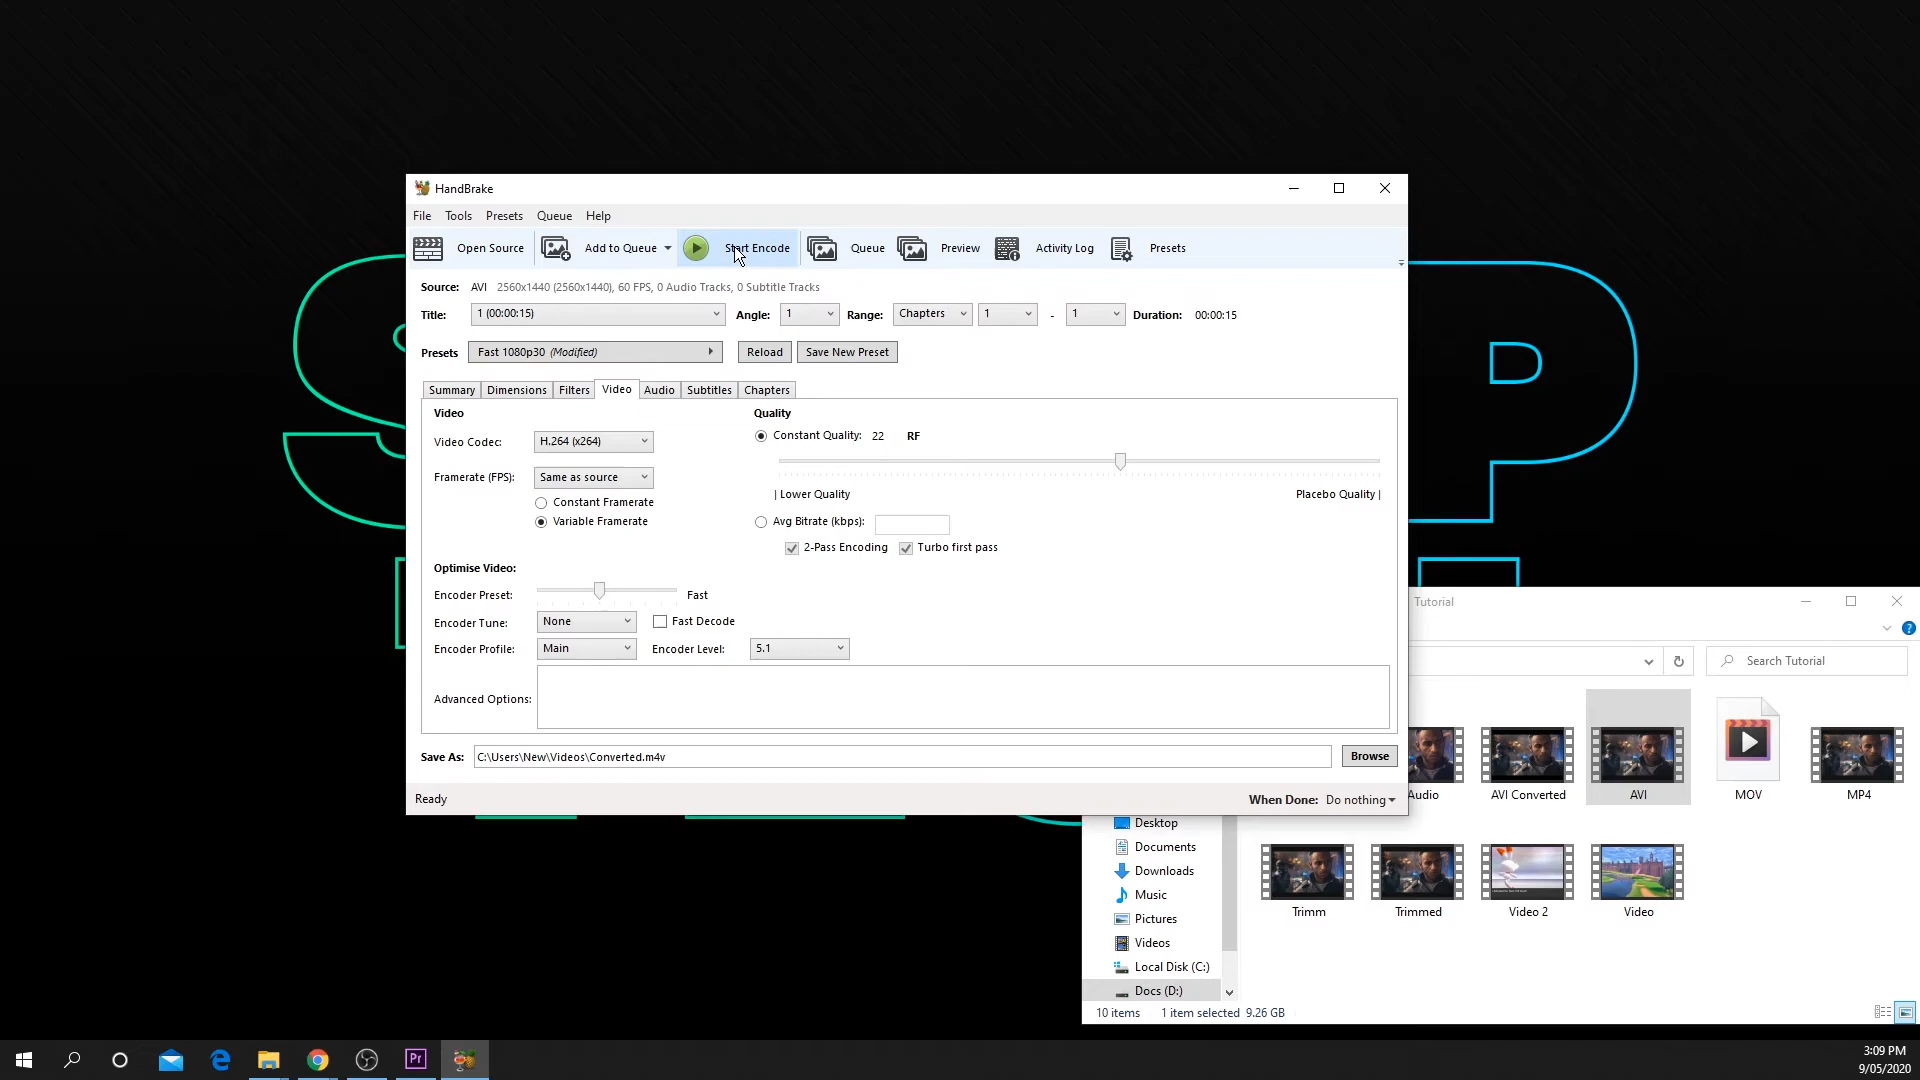 HandBrake
File Tools Presets Queue Help
Open Source Add to Queue Start Encode Queue Preview Activity Log Presets
Source: AVI 2560x1440 (2560x1440), 60 FPS, 0 Audio Tracks, 0 Subtitle Tracks
Title: 1 (00:00:15) Angle: 1 Range: Chapters 1 - 1 Duration: 00:00:15
Presets Fast 1080p30 (Modified) Reload Save New Preset
Summary Dimensions Filters Video Audio Subtitles Chapters
Video Quality
Video Codec: H.264 (x264) Constant Quality: 22 RF
Framerate (FPS): Same as source
Constant Framerate | Lower Quality Placebo Quality |
Variable Framerate Avg Bitrate (kbps):
2-Pass Encoding Turbo first pass
Optimise Video:
Encoder Preset: Fast
Encoder Tune: None Fast Decode
Encoder Profile: Main Encoder Level: 5.1
Advanced Options:
Save As: C:\Users\New\Videos\Converted.m4v Browse
Ready When Done: Do nothing
Tutorial
Search Tutorial
Audio AVI Converted AVI MOV MP4
Trimm Trimmed Video 2 Video
Desktop
Documents
Downloads
Music
Pictures
Videos
Local Disk (C:)
Docs (D:)
10 items 1 item selected 9.26 GB
Pr
3:09 PM
9/05/2020